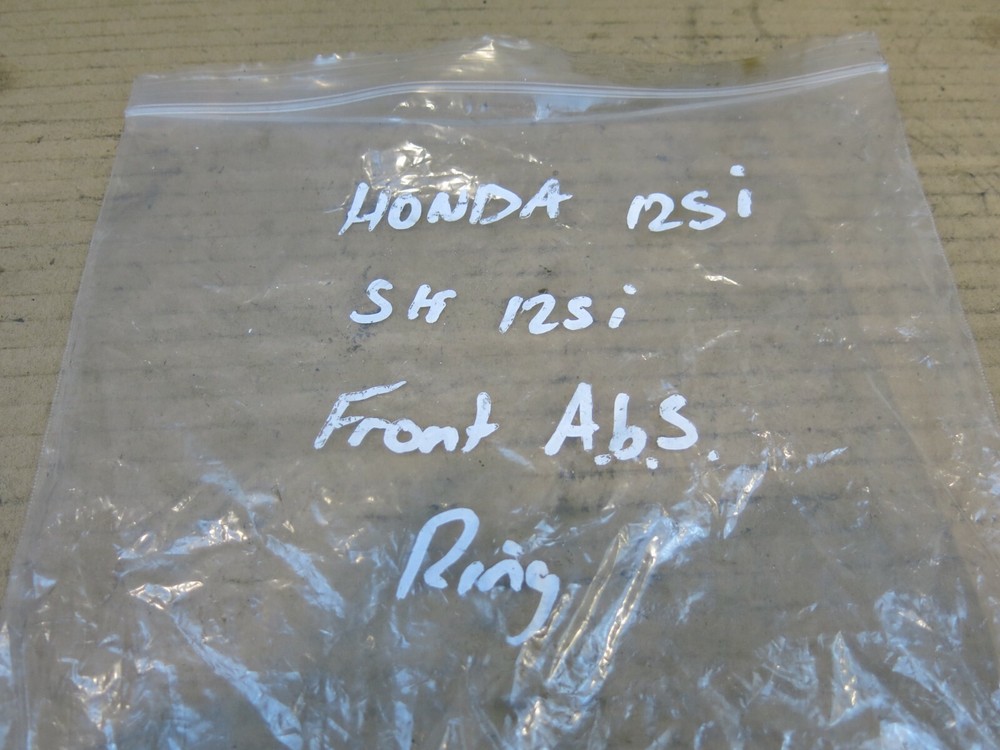 HONDA 125i
SH 125i
Front A.b.S.
Ring